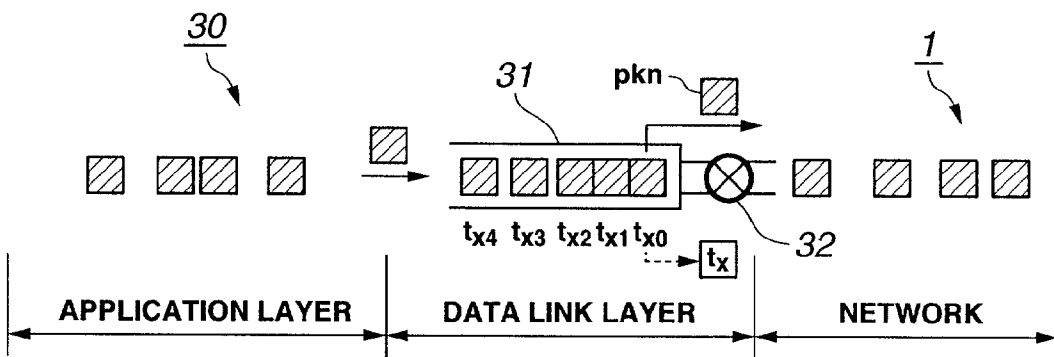 30
1
pkn
31
32
tx4 tx3 tx2 tx1 tx0
tx
APPLICATION LAYER DATA LINK LAYER NETWORK